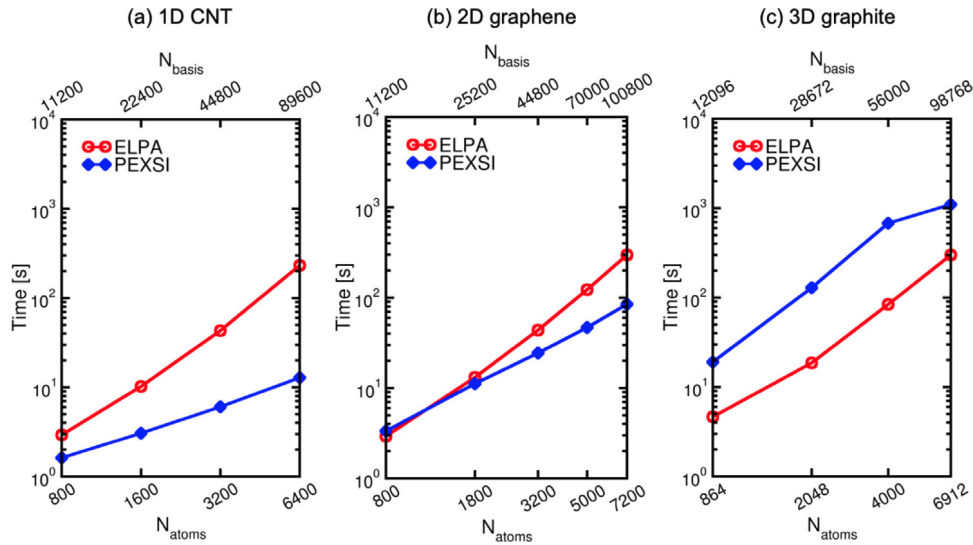 (a) 1D CNT
N_basis
11200 22400 44800 89600
10^4
10^3
10^2
10^1
10^0
Time [s]
ELPA
PEXSI
800 1600 3200 6400
N_atoms
(b) 2D graphene
N_basis
11200 25200 44800 70000 100800
10^4
10^3
10^2
10^1
10^0
Time [s]
ELPA
PEXSI
800 1800 3200 5000 7200
N_atoms
(c) 3D graphite
N_basis
12096 28672 56000 98768
10^4
10^3
10^2
10^1
10^0
Time [s]
ELPA
PEXSI
864 2048 4000 6912
N_atoms